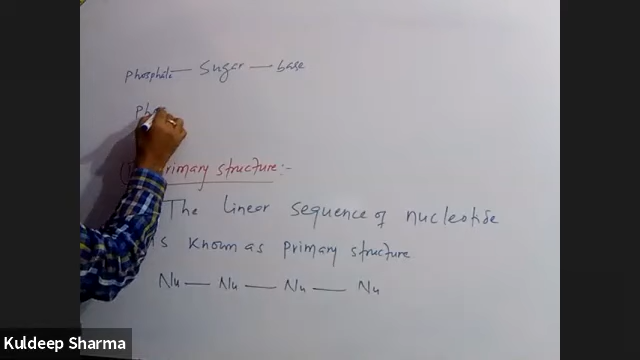 Phosphate — Sugar — base
Pho
Primary structure:-
The linear sequence of nucleotide
is known as primary structure
Nu — Nu — Nu — Nu
Kuldeep Sharma